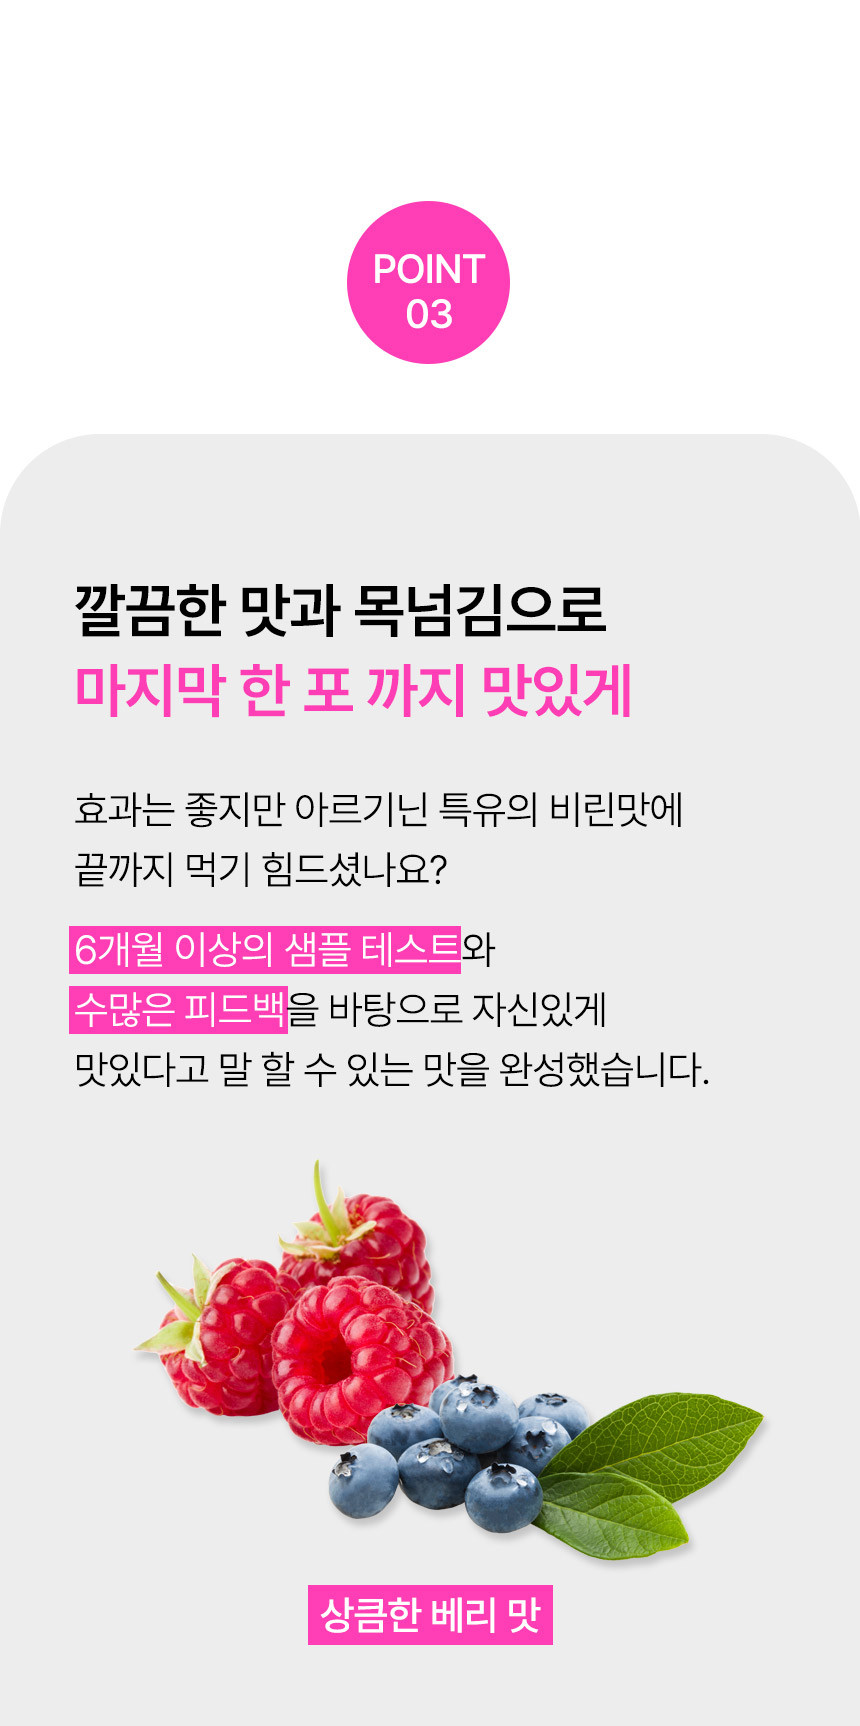 POINT
03
깔끔한 맛과 목넘김으로
마지막 한 포 까지 맛있게
효과는 좋지만 아르기닌 특유의 비린맛에
끝까지 먹기 힘드셨나요?
6개월 이상의 샘플 테스트와
수많은 피드백을 바탕으로 자신있게
맛있다고 말 할 수 있는 맛을 완성했습니다.
상큼한 베리 맛